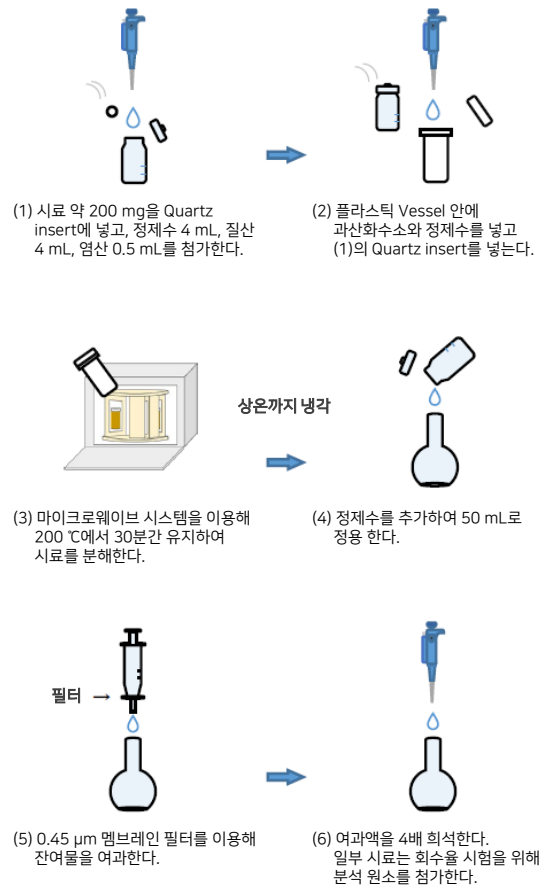 (1) 시료 약 200 mg을 Quartz
insert에 넣고, 정제수 4 mL, 질산
4 mL, 염산 0.5 mL를 첨가한다.
(2) 플라스틱 Vessel 안에
과산화수소와 정제수를 넣고
(1)의 Quartz insert를 넣는다.
상온까지 냉각
(3) 마이크로웨이브 시스템을 이용해
200 ℃에서 30분간 유지하여
시료를 분해한다.
(4) 정제수를 추가하여 50 mL로
정용 한다.
필터 →
(5) 0.45 µm 멤브레인 필터를 이용해
잔여물을 여과한다.
(6) 여과액을 4배 희석한다.
일부 시료는 회수율 시험을 위해
분석 원소를 첨가한다.